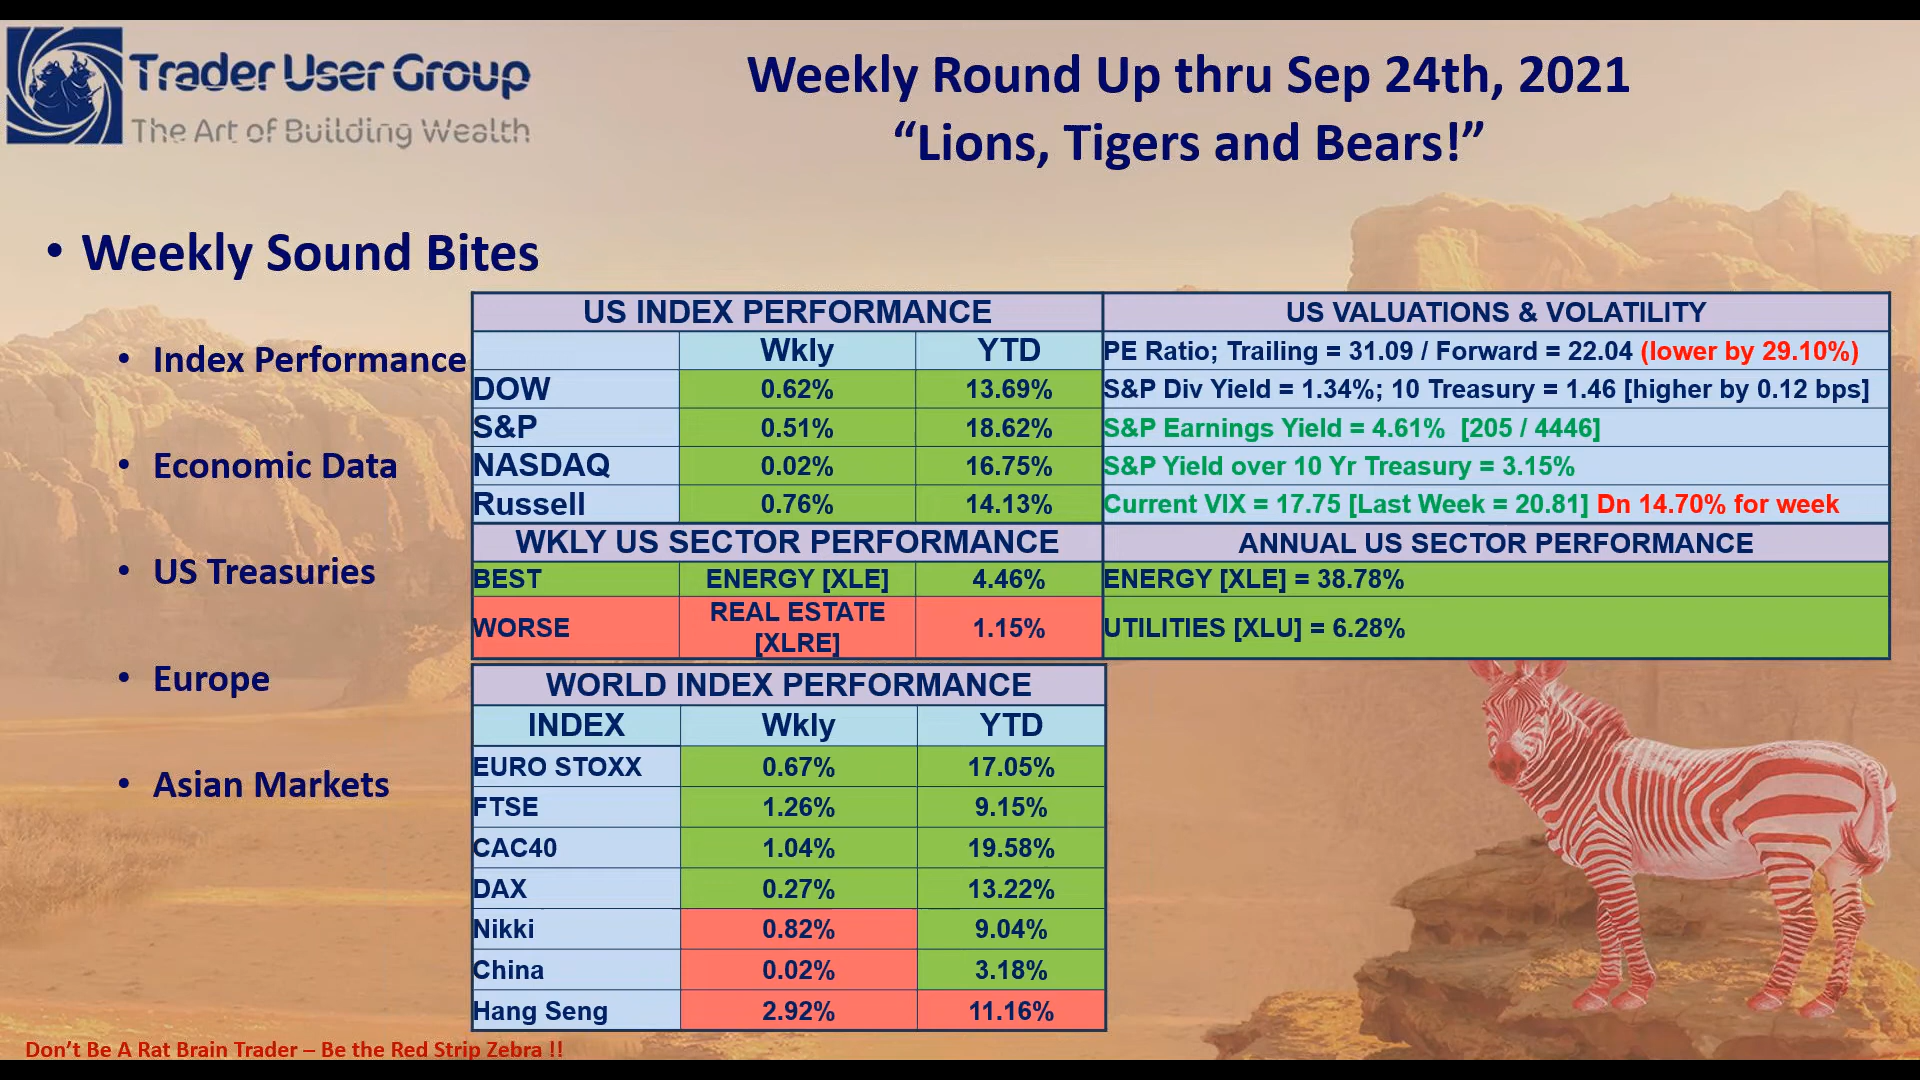 Trader User Group
The Art of Building Wealth
Weekly Round Up thru Sep 24th, 2021
“Lions, Tigers and Bears!”
• Weekly Sound Bites
• Index Performance
• Economic Data
• US Treasuries
• Europe
• Asian Markets
US INDEX PERFORMANCE
Wkly YTD
DOW 0.62% 13.69%
S&P 0.51% 18.62%
NASDAQ 0.02% 16.75%
Russell 0.76% 14.13%
US VALUATIONS & VOLATILITY
PE Ratio; Trailing = 31.09 / Forward = 22.04 (lower by 29.10%)
S&P Div Yield = 1.34%; 10 Treasury = 1.46 [higher by 0.12 bps]
S&P Earnings Yield = 4.61% [205 / 4446]
S&P Yield over 10 Yr Treasury = 3.15%
Current VIX = 17.75 [Last Week = 20.81] Dn 14.70% for week
WKLY US SECTOR PERFORMANCE
BEST ENERGY [XLE] 4.46%
WORSE REAL ESTATE [XLRE] 1.15%
ANNUAL US SECTOR PERFORMANCE
ENERGY [XLE] = 38.78%
UTILITIES [XLU] = 6.28%
WORLD INDEX PERFORMANCE
INDEX Wkly YTD
EURO STOXX 0.67% 17.05%
FTSE 1.26% 9.15%
CAC40 1.04% 19.58%
DAX 0.27% 13.22%
Nikki 0.82% 9.04%
China 0.02% 3.18%
Hang Seng 2.92% 11.16%
Don’t Be A Rat Brain Trader – Be the Red Strip Zebra !!